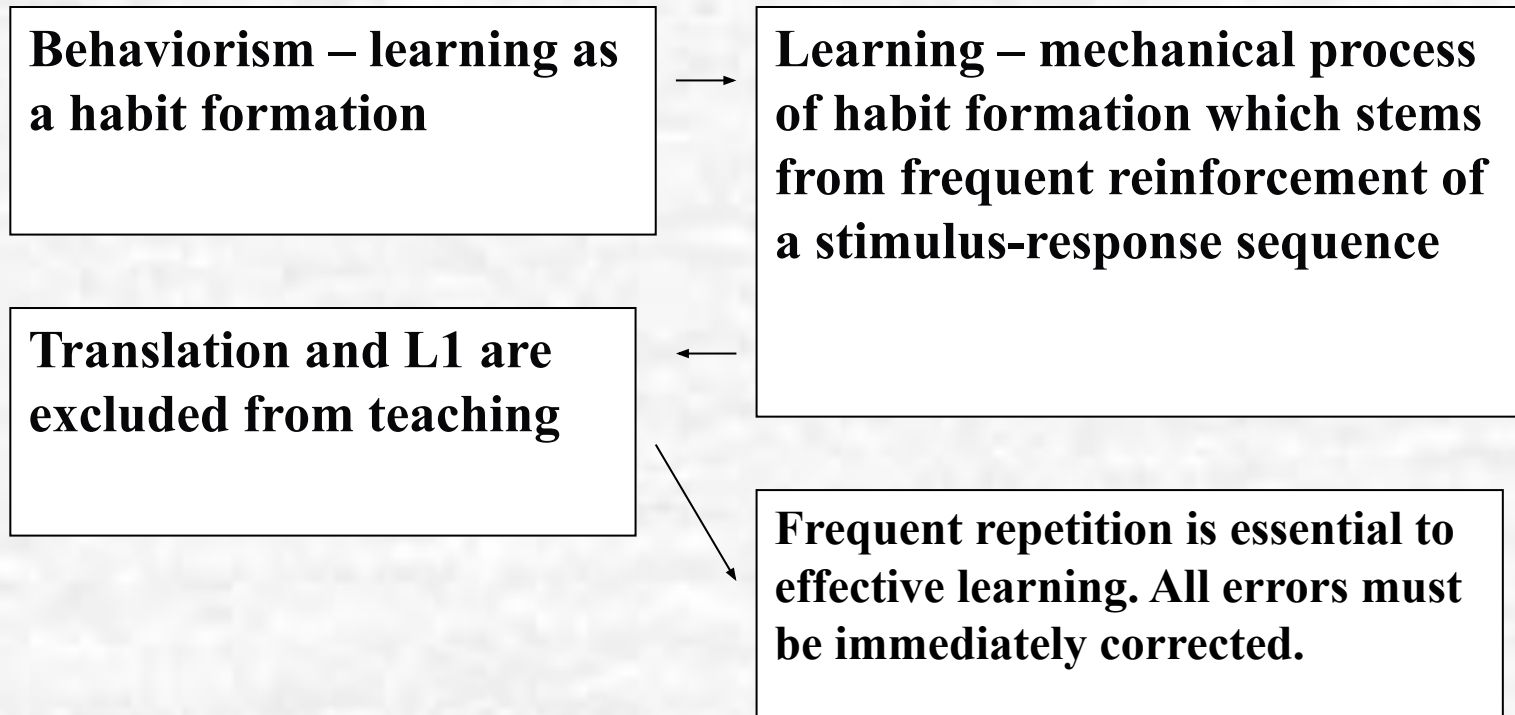 Behaviorism – learning as
a habit formation
Learning – mechanical process
of habit formation which stems
from frequent reinforcement of
a stimulus-response sequence
Translation and L1 are
excluded from teaching
Frequent repetition is essential to
effective learning. All errors must
be immediately corrected.